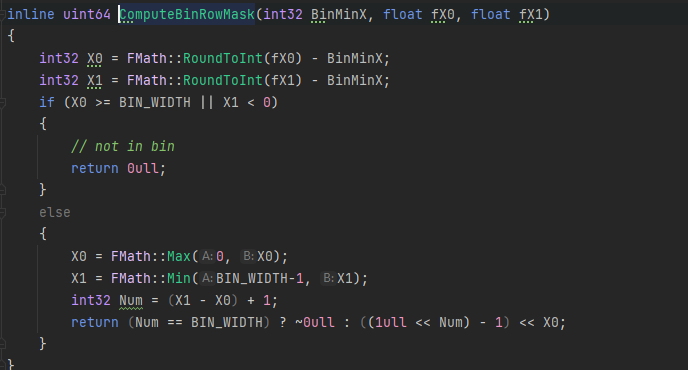 inline uint64 ComputeBinRowMask(int32 BinMinX, float fX0, float fX1)
{
    int32 X0 = FMath::RoundToInt(fX0) - BinMinX;
    int32 X1 = FMath::RoundToInt(fX1) - BinMinX;
    if (X0 >= BIN_WIDTH || X1 < 0)
    {
        // not in bin
        return 0ull;
    }
    else
    {
        X0 = FMath::Max(A:0, B:X0);
        X1 = FMath::Min(A:BIN_WIDTH-1, B:X1);
        int32 Num = (X1 - X0) + 1;
        return (Num == BIN_WIDTH) ? ~0ull : ((1ull << Num) - 1) << X0;
    }
}